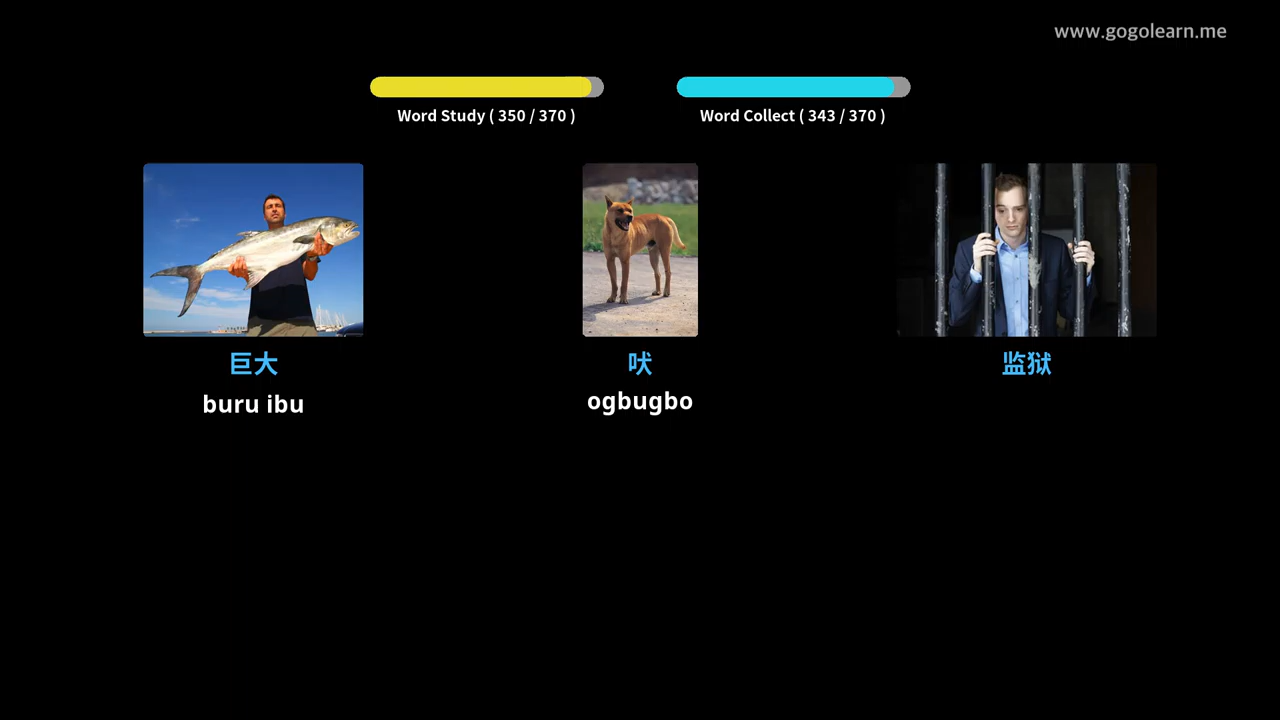 www.gogolearn.me
Word Study ( 350 / 370 )
Word Collect ( 343 / 370 )
巨大
吠
监狱
buru ibu
ogbugbo